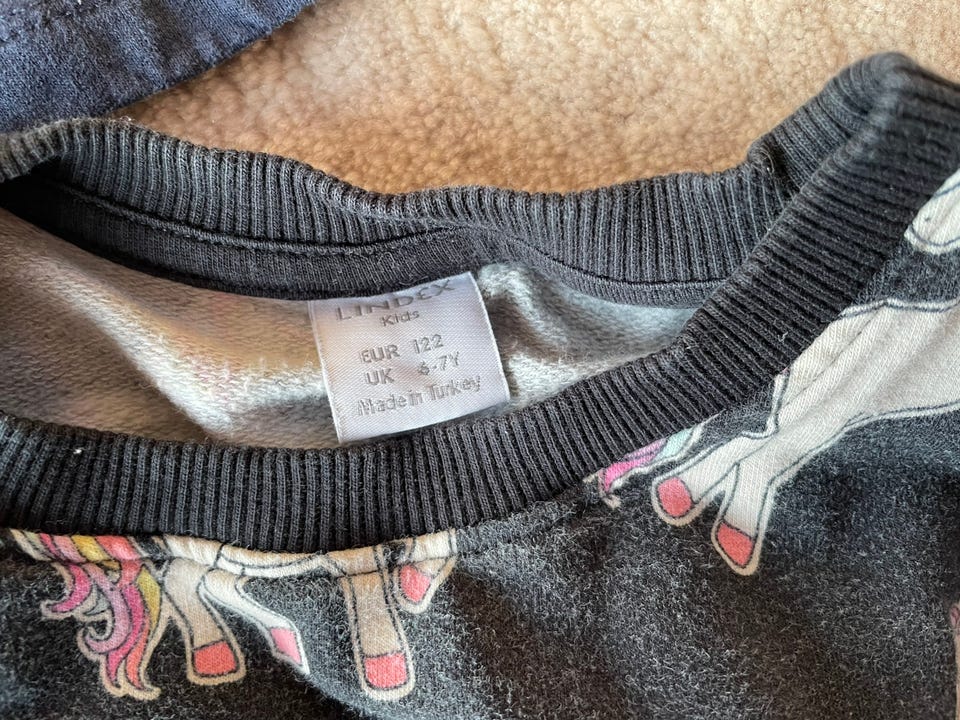 LINDEX
Kids
EUR 122
UK 6-7Y
Made in Turkey